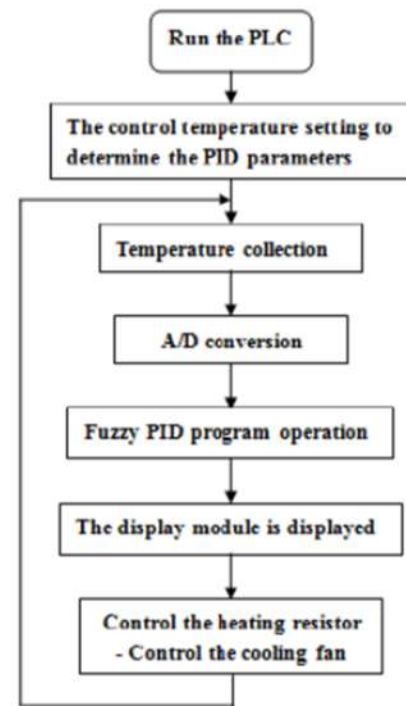 Run the PLC
The control temperature setting to
determine the PID parameters
Temperature collection
A/D conversion
Fuzzy PID program operation
The display module is displayed
Control the heating resistor
- Control the cooling fan